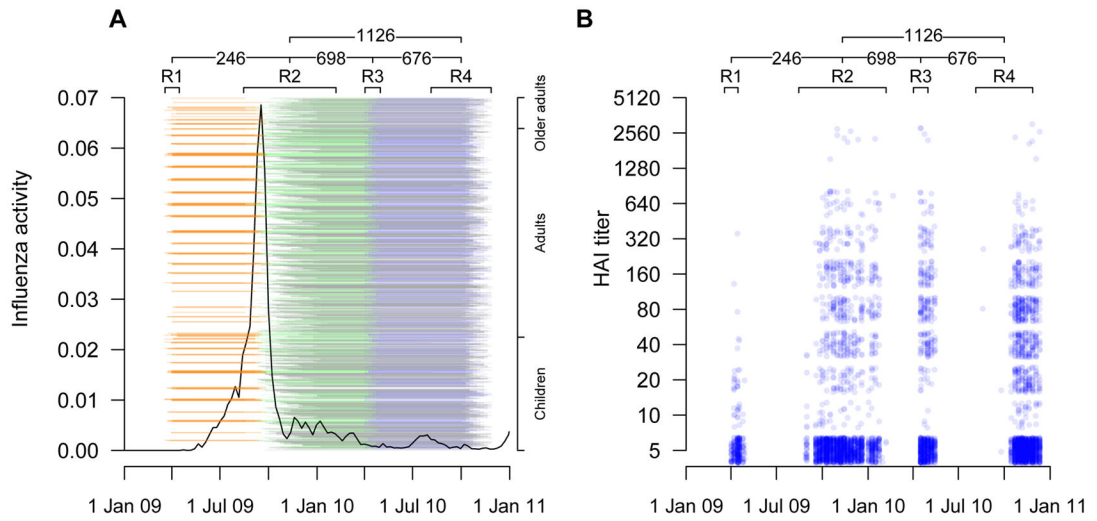 A
1126
246 698 676
R1 R2 R3 R4
0.07
0.06
0.05
0.04
0.03
0.02
0.01
0.00
Influenza activity
Older adults
Adults
Children
1 Jan 09 1 Jul 09 1 Jan 10 1 Jul 10 1 Jan 11
B
1126
246 698 676
R1 R2 R3 R4
5120
2560
1280
640
320
160
80
40
20
10
5
HAI titer
1 Jan 09 1 Jul 09 1 Jan 10 1 Jul 10 1 Jan 11